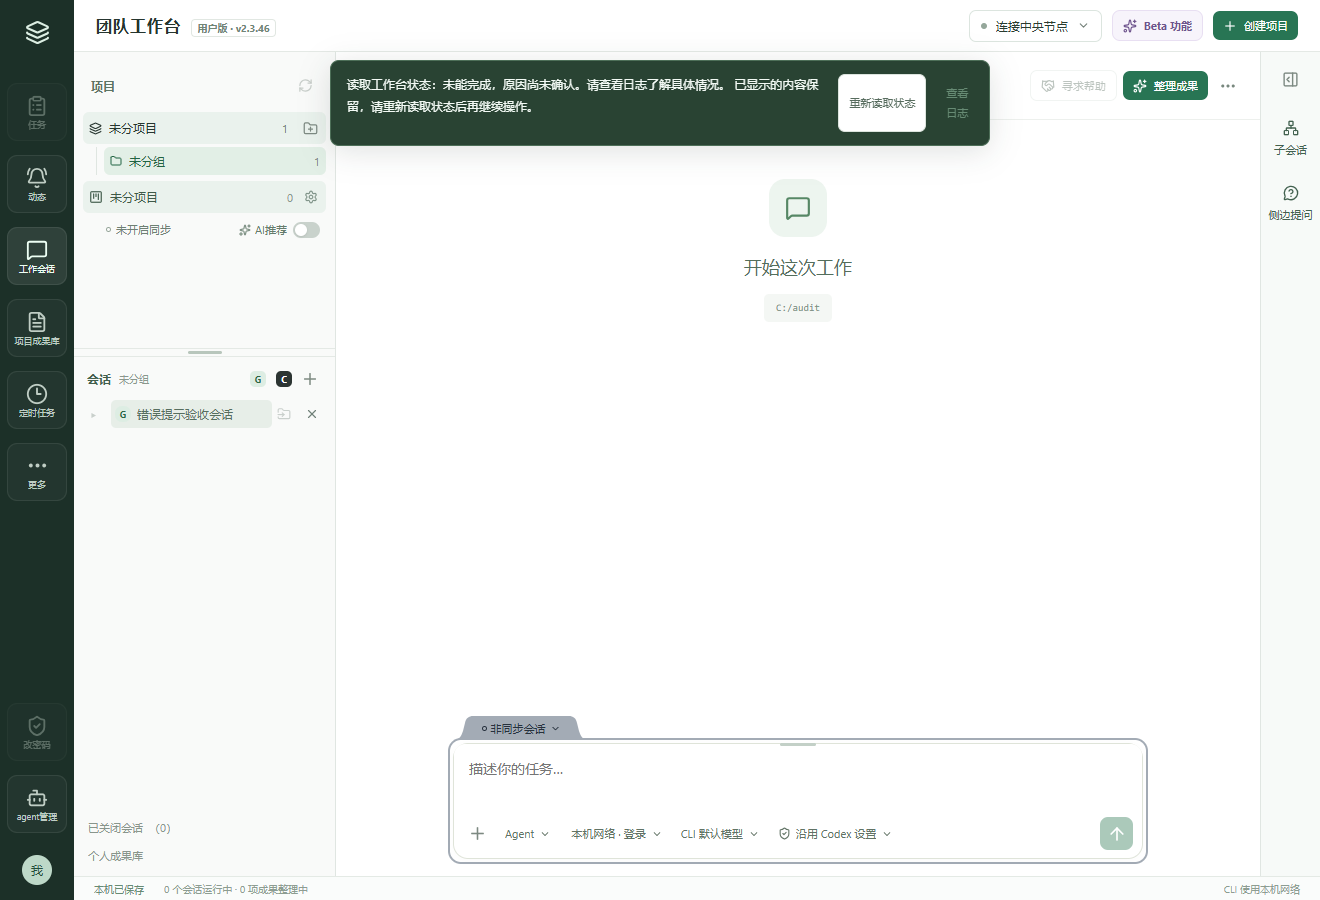 团队工作台
用户版 · v2.3.46
连接中央节点
Beta 功能
创建项目
任务
动态
工作会话
项目成果库
定时任务
更多
改密码
agent管理
我
项目
未分项目
1
未分组
1
未分项目
0
未开启同步
AI推荐
读取工作台状态：未能完成，原因尚未确认。请查看日志了解具体情况。 已显示的内容保
留，请重新读取状态后再继续操作。
重新读取状态
查看
日志
寻求帮助
整理成果
子会话
侧边提问
开始这次工作
C:/audit
会话
未分组
G
C
G
错误提示验收会话
已关闭会话 (0)
个人成果库
非同步会话
描述你的任务...
Agent
本机网络 · 登录
CLI 默认模型
沿用 Codex 设置
本机已保存
0 个会话运行中 · 0 项成果整理中
CLI 使用本机网络